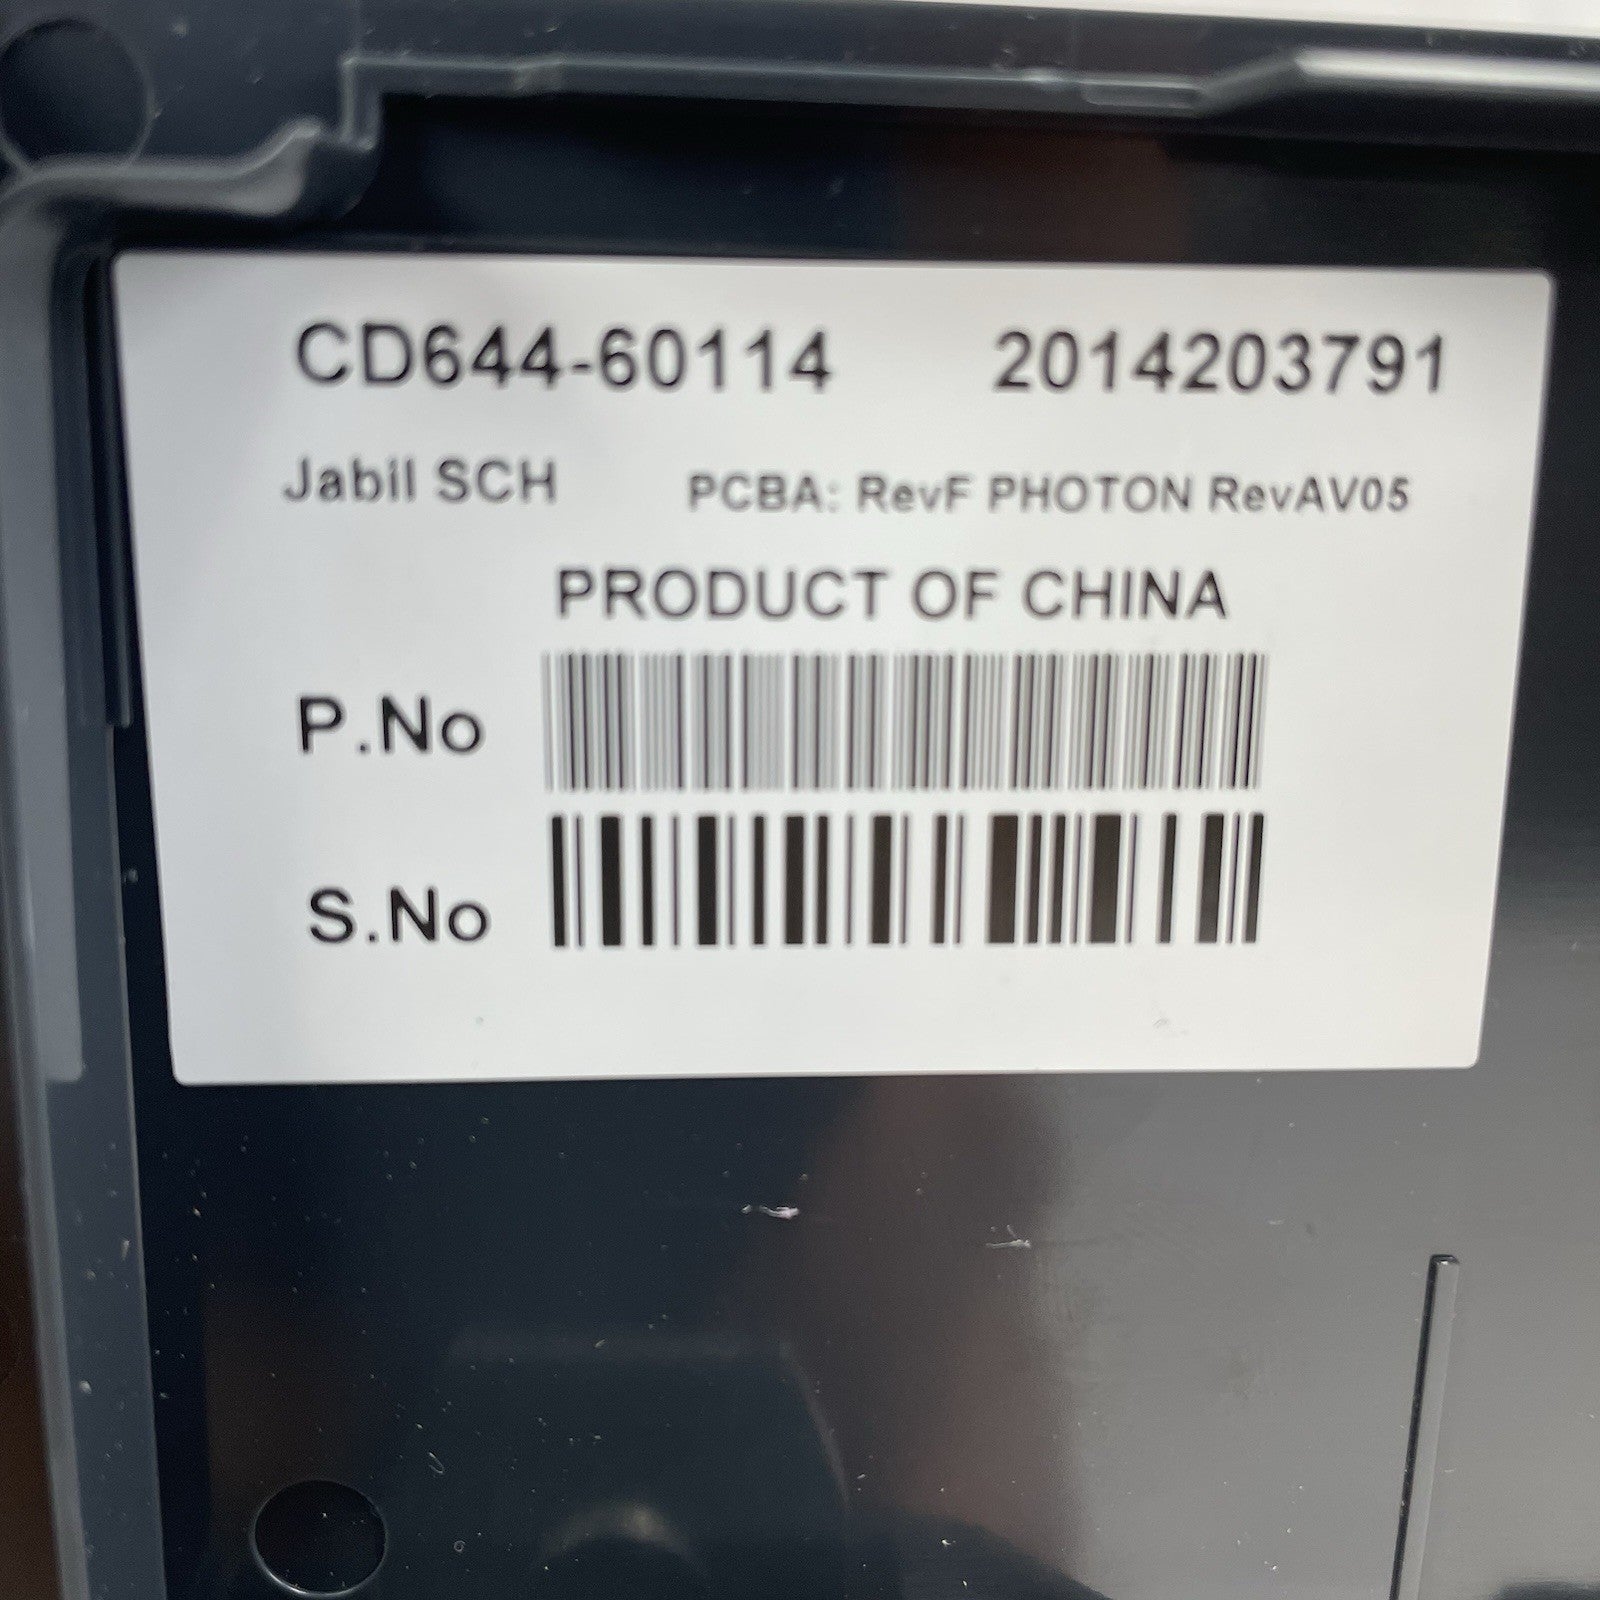 CD644-60114 2014203791
Jabil SCH PCBA: RevF PHOTON RevAV05
PRODUCT OF CHINA
P.No
S.No